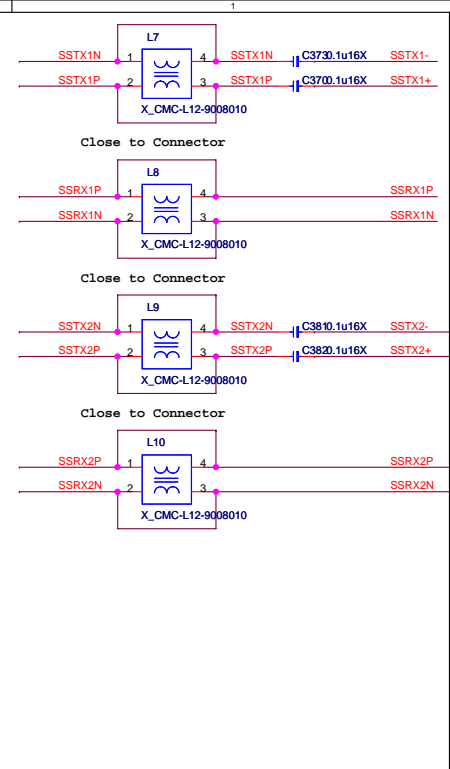 1
L7
SSTX1N 1 4 SSTX1N C373 0.1u16X SSTX1-
SSTX1P 2 3 SSTX1P C370 0.1u16X SSTX1+
X_CMC-L12-9008010
Close to Connector
L8
SSRX1P 1 4 SSRX1P
SSRX1N 2 3 SSRX1N
X_CMC-L12-9008010
Close to Connector
L9
SSTX2N 1 4 SSTX2N C381 0.1u16X SSTX2-
SSTX2P 2 3 SSTX2P C382 0.1u16X SSTX2+
X_CMC-L12-9008010
Close to Connector
L10
SSRX2P 1 4 SSRX2P
SSRX2N 2 3 SSRX2N
X_CMC-L12-9008010